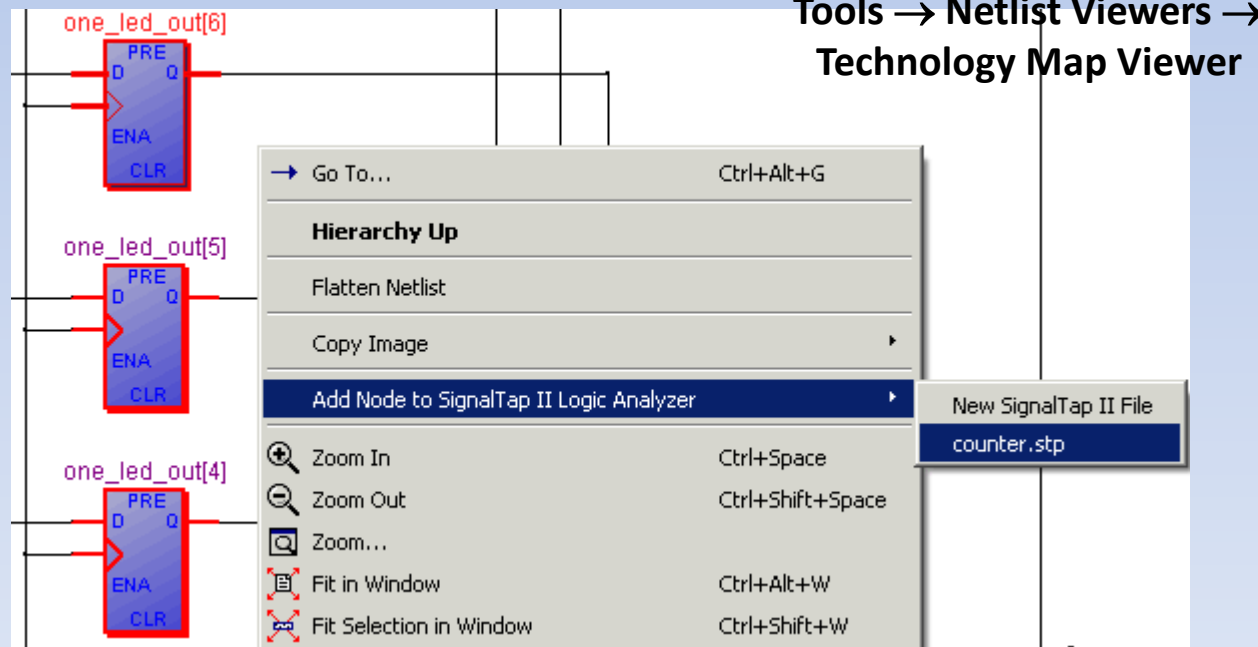 Tools → Netlist Viewers →
Technology Map Viewer
one_led_out[6]
PRE
D Q
ENA
CLR
one_led_out[5]
PRE
D Q
ENA
CLR
one_led_out[4]
PRE
D Q
ENA
CLR
Go To... Ctrl+Alt+G
Hierarchy Up
Flatten Netlist
Copy Image
Add Node to SignalTap II Logic Analyzer
New SignalTap II File
counter.stp
Zoom In Ctrl+Space
Zoom Out Ctrl+Shift+Space
Zoom...
Fit in Window Ctrl+Alt+W
Fit Selection in Window Ctrl+Shift+W